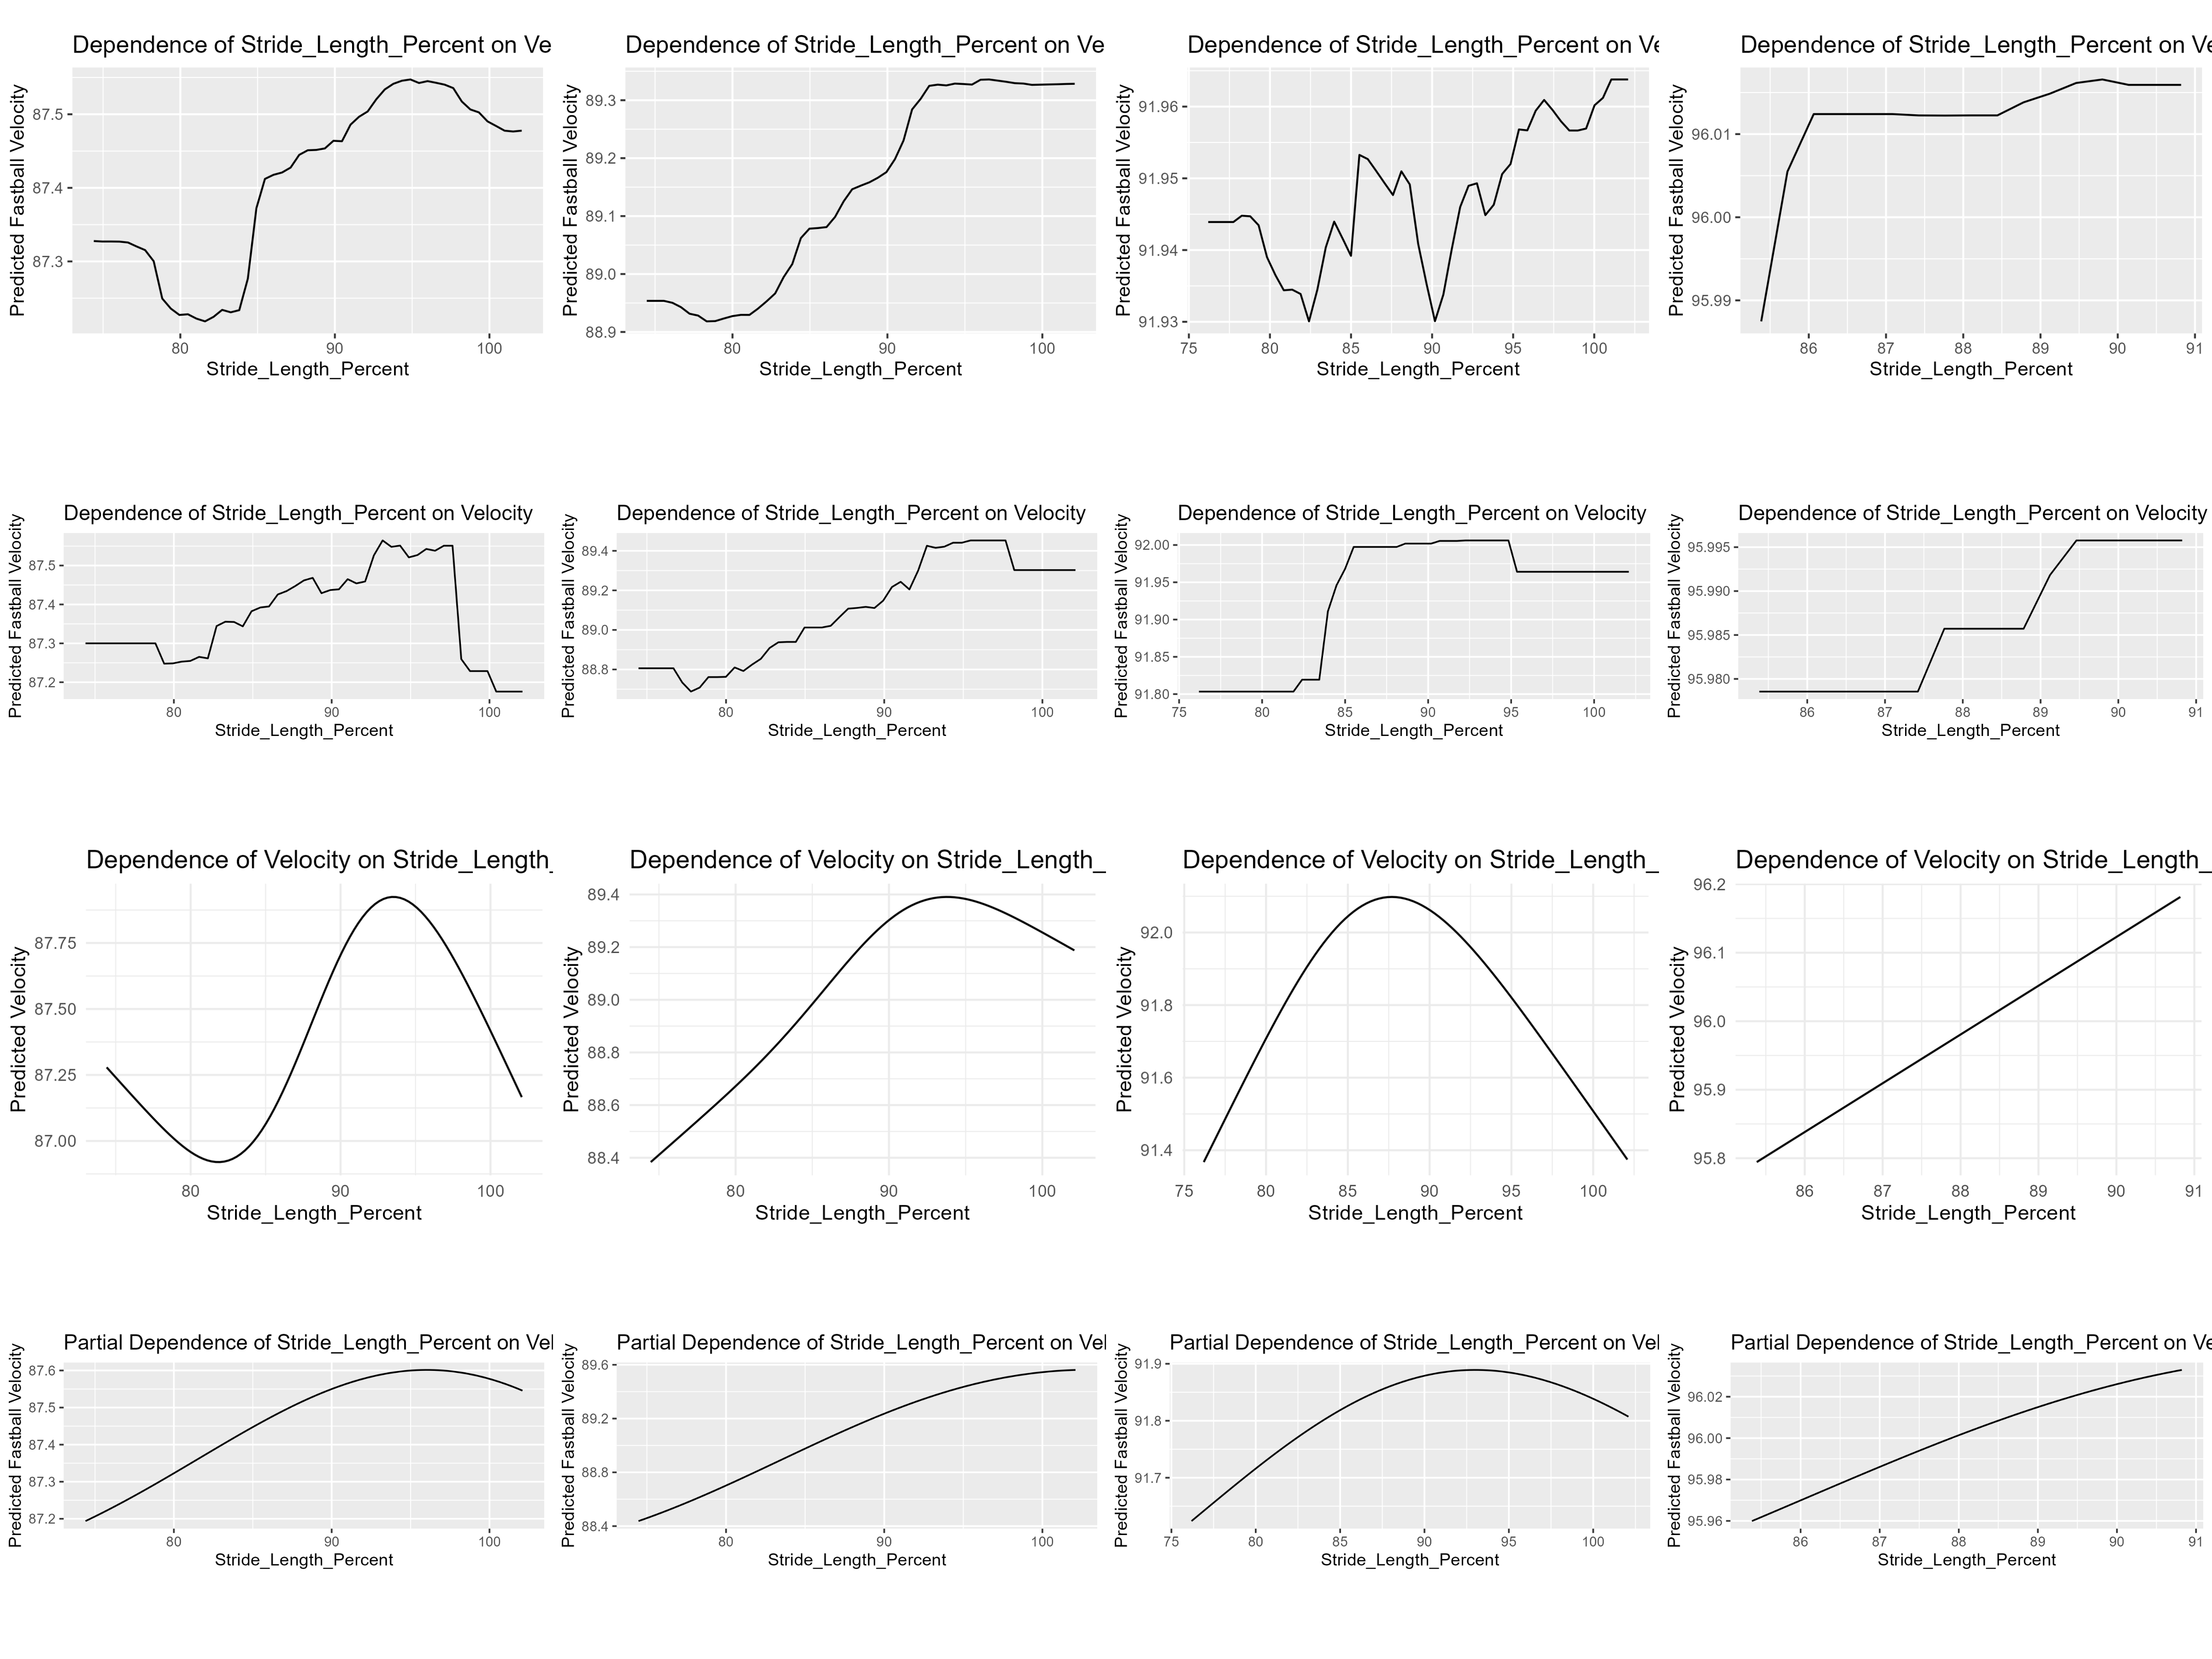 Dependence of Stride_Length_Percent on Ve
Predicted Fastball Velocity
87.5
87.4
87.3
80 90 100
Stride_Length_Percent
Dependence of Stride_Length_Percent on Ve
Predicted Fastball Velocity
89.3
89.2
89.1
89.0
88.9
80 90 100
Stride_Length_Percent
Dependence of Stride_Length_Percent on Ve
Predicted Fastball Velocity
91.96
91.95
91.94
91.93
75 80 85 90 95 100
Stride_Length_Percent
Dependence of Stride_Length_Percent on Ve
Predicted Fastball Velocity
96.01
96.00
95.99
86 87 88 89 90 91
Stride_Length_Percent
Dependence of Stride_Length_Percent on Velocity
Predicted Fastball Velocity
87.5
87.4
87.3
87.2
80 90 100
Stride_Length_Percent
Dependence of Stride_Length_Percent on Velocity
Predicted Fastball Velocity
89.4
89.2
89.0
88.8
80 90 100
Stride_Length_Percent
Dependence of Stride_Length_Percent on Velocity
Predicted Fastball Velocity
92.00
91.95
91.90
91.85
91.80
75 80 85 90 95 100
Stride_Length_Percent
Dependence of Stride_Length_Percent on Velocity
Predicted Fastball Velocity
95.995
95.990
95.985
95.980
86 87 88 89 90 91
Stride_Length_Percent
Dependence of Velocity on Stride_Length_
Predicted Velocity
87.75
87.50
87.25
87.00
80 90 100
Stride_Length_Percent
Dependence of Velocity on Stride_Length_
Predicted Velocity
89.4
89.2
89.0
88.8
88.6
88.4
80 90 100
Stride_Length_Percent
Dependence of Velocity on Stride_Length_
Predicted Velocity
92.0
91.8
91.6
91.4
75 80 85 90 95 100
Stride_Length_Percent
Dependence of Velocity on Stride_Length_
Predicted Velocity
96.2
96.1
96.0
95.9
95.8
86 87 88 89 90 91
Stride_Length_Percent
Partial Dependence of Stride_Length_Percent on Vel
Predicted Fastball Velocity
87.6
87.5
87.4
87.3
87.2
80 90 100
Stride_Length_Percent
Partial Dependence of Stride_Length_Percent on Vel
Predicted Fastball Velocity
89.6
89.2
88.8
88.4
80 90 100
Stride_Length_Percent
Partial Dependence of Stride_Length_Percent on Vel
Predicted Fastball Velocity
91.9
91.8
91.7
75 80 85 90 95 100
Stride_Length_Percent
Partial Dependence of Stride_Length_Percent on Ve
Predicted Fastball Velocity
96.02
96.00
95.98
95.96
86 87 88 89 90 91
Stride_Length_Percent